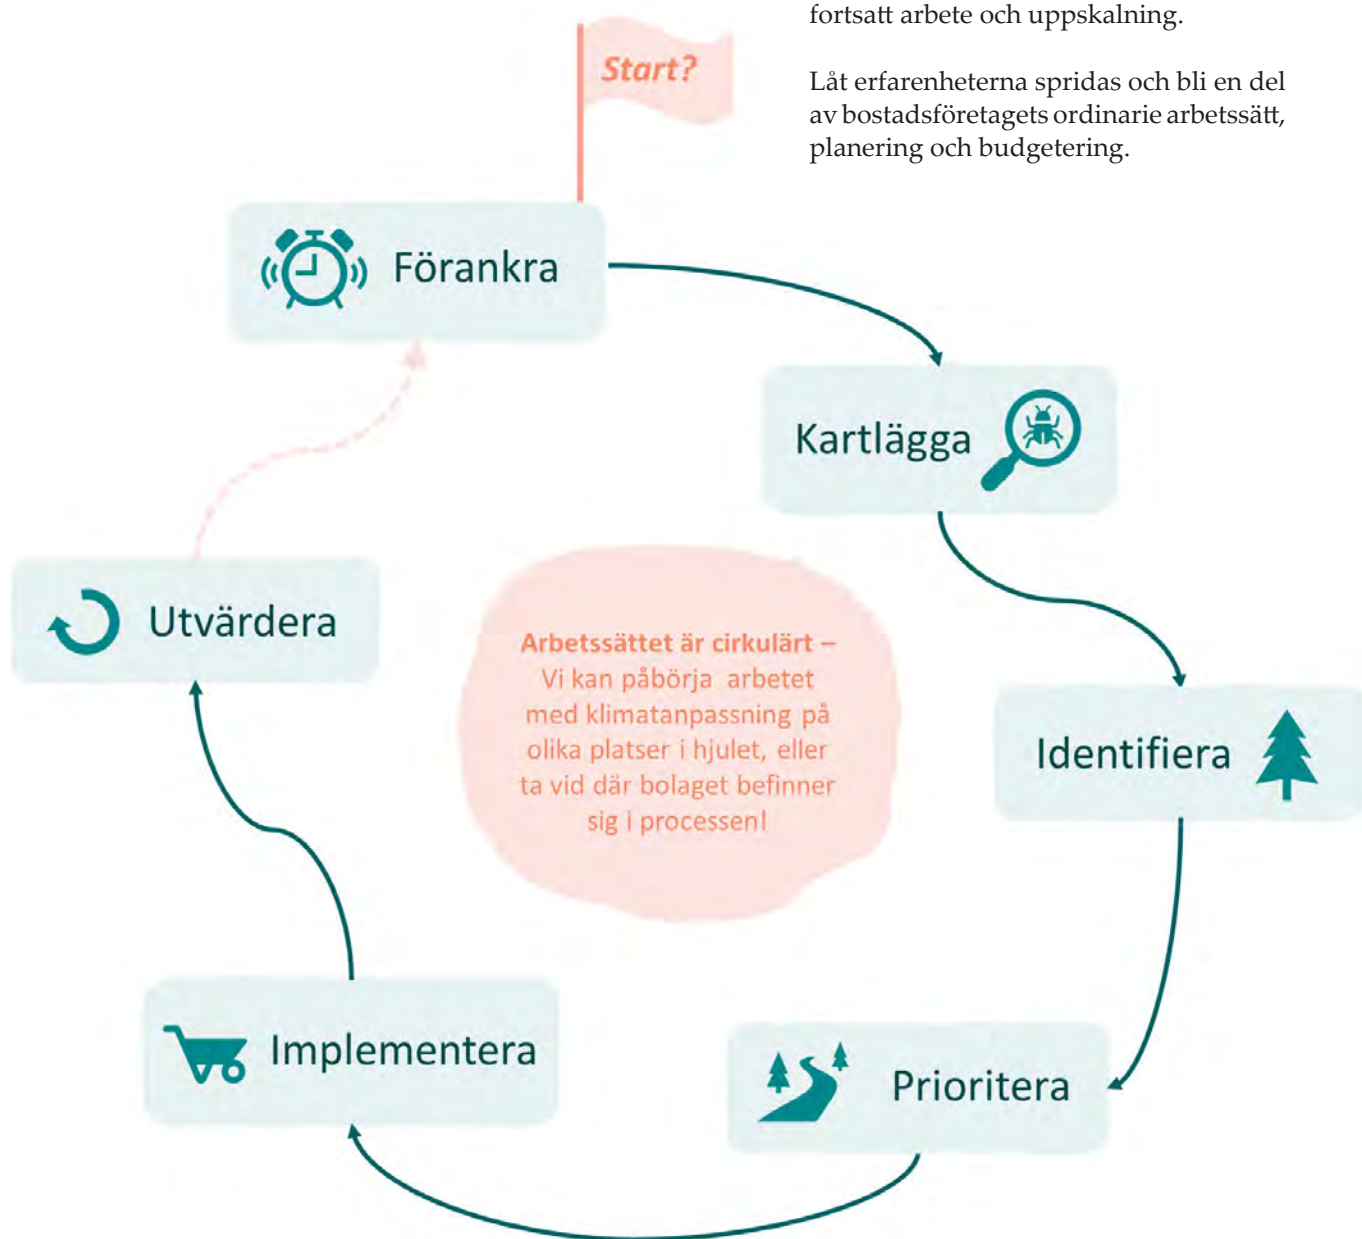 fortsatt arbete och uppskalning.
Låt erfarenheterna spridas och bli en del
av bostadsföretagets ordinarie arbetssätt,
planering och budgetering.
Start?
Förankra
Kartlägga
Identifiera
Prioritera
Implementera
Utvärdera
Arbetssättet är cirkulärt –
Vi kan påbörja arbetet
med klimatanpassning på
olika platser i hjulet, eller
ta vid där bolaget befinner
sig i processen!